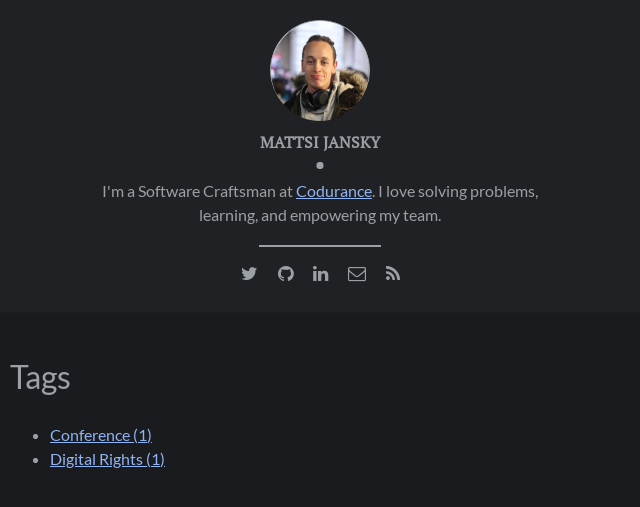 MATTSI JANSKY
I'm a Software Craftsman at Codurance. I love solving problems,
learning, and empowering my team.
Tags
Conference (1)
Digital Rights (1)